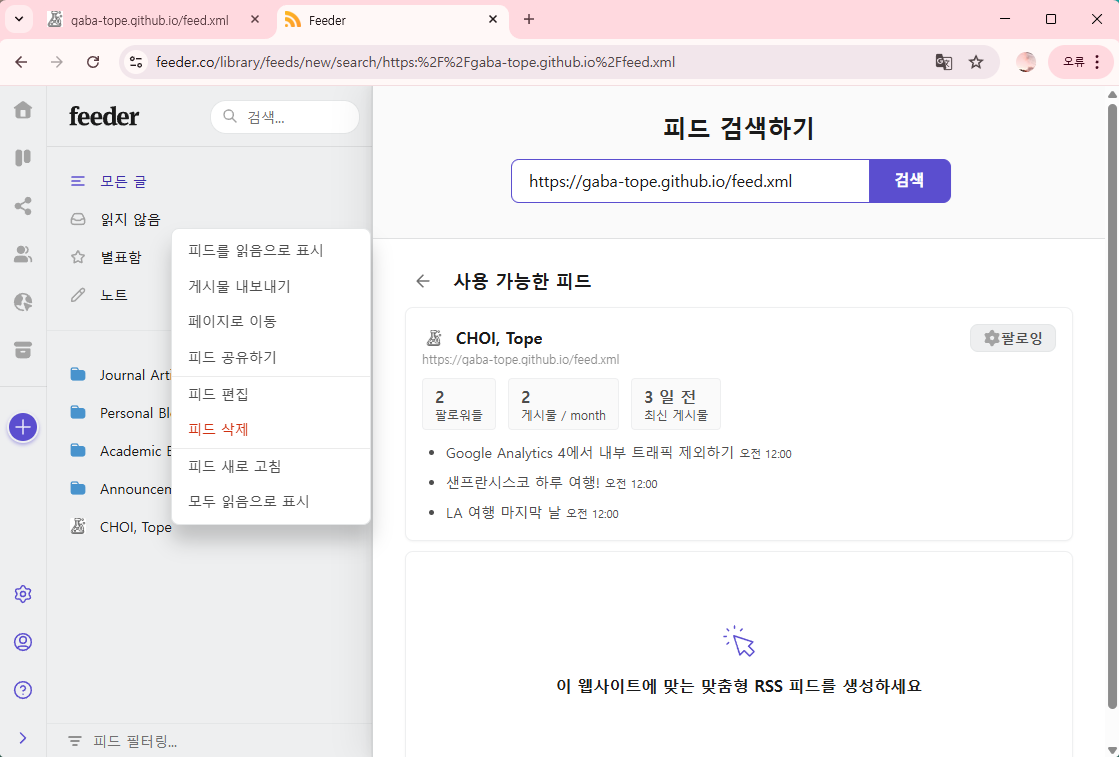 gaba-tope.github.io/feed.xml
Feeder
feeder.co/library/feeds/new/search/https:%2F%2Fgaba-tope.github.io%2Ffeed.xml
오류
feeder
검색...
모든 글
읽지 않음
별표함
노트
Journal Arti
Personal Bl
Academic B
Announcen
CHOI, Tope
피드 필터링...
피드를 읽음으로 표시
게시물 내보내기
페이지로 이동
피드 공유하기
피드 편집
피드 삭제
피드 새로 고침
모두 읽음으로 표시
피드 검색하기
https://gaba-tope.github.io/feed.xml
검색
사용 가능한 피드
CHOI, Tope
팔로잉
https://gaba-tope.github.io/feed.xml
2
팔로워들
2
게시물 / month
3 일 전
최신 게시물
Google Analytics 4에서 내부 트래픽 제외하기 오전 12:00
샌프란시스코 하루 여행! 오전 12:00
LA 여행 마지막 날 오전 12:00
이 웹사이트에 맞는 맞춤형 RSS 피드를 생성하세요